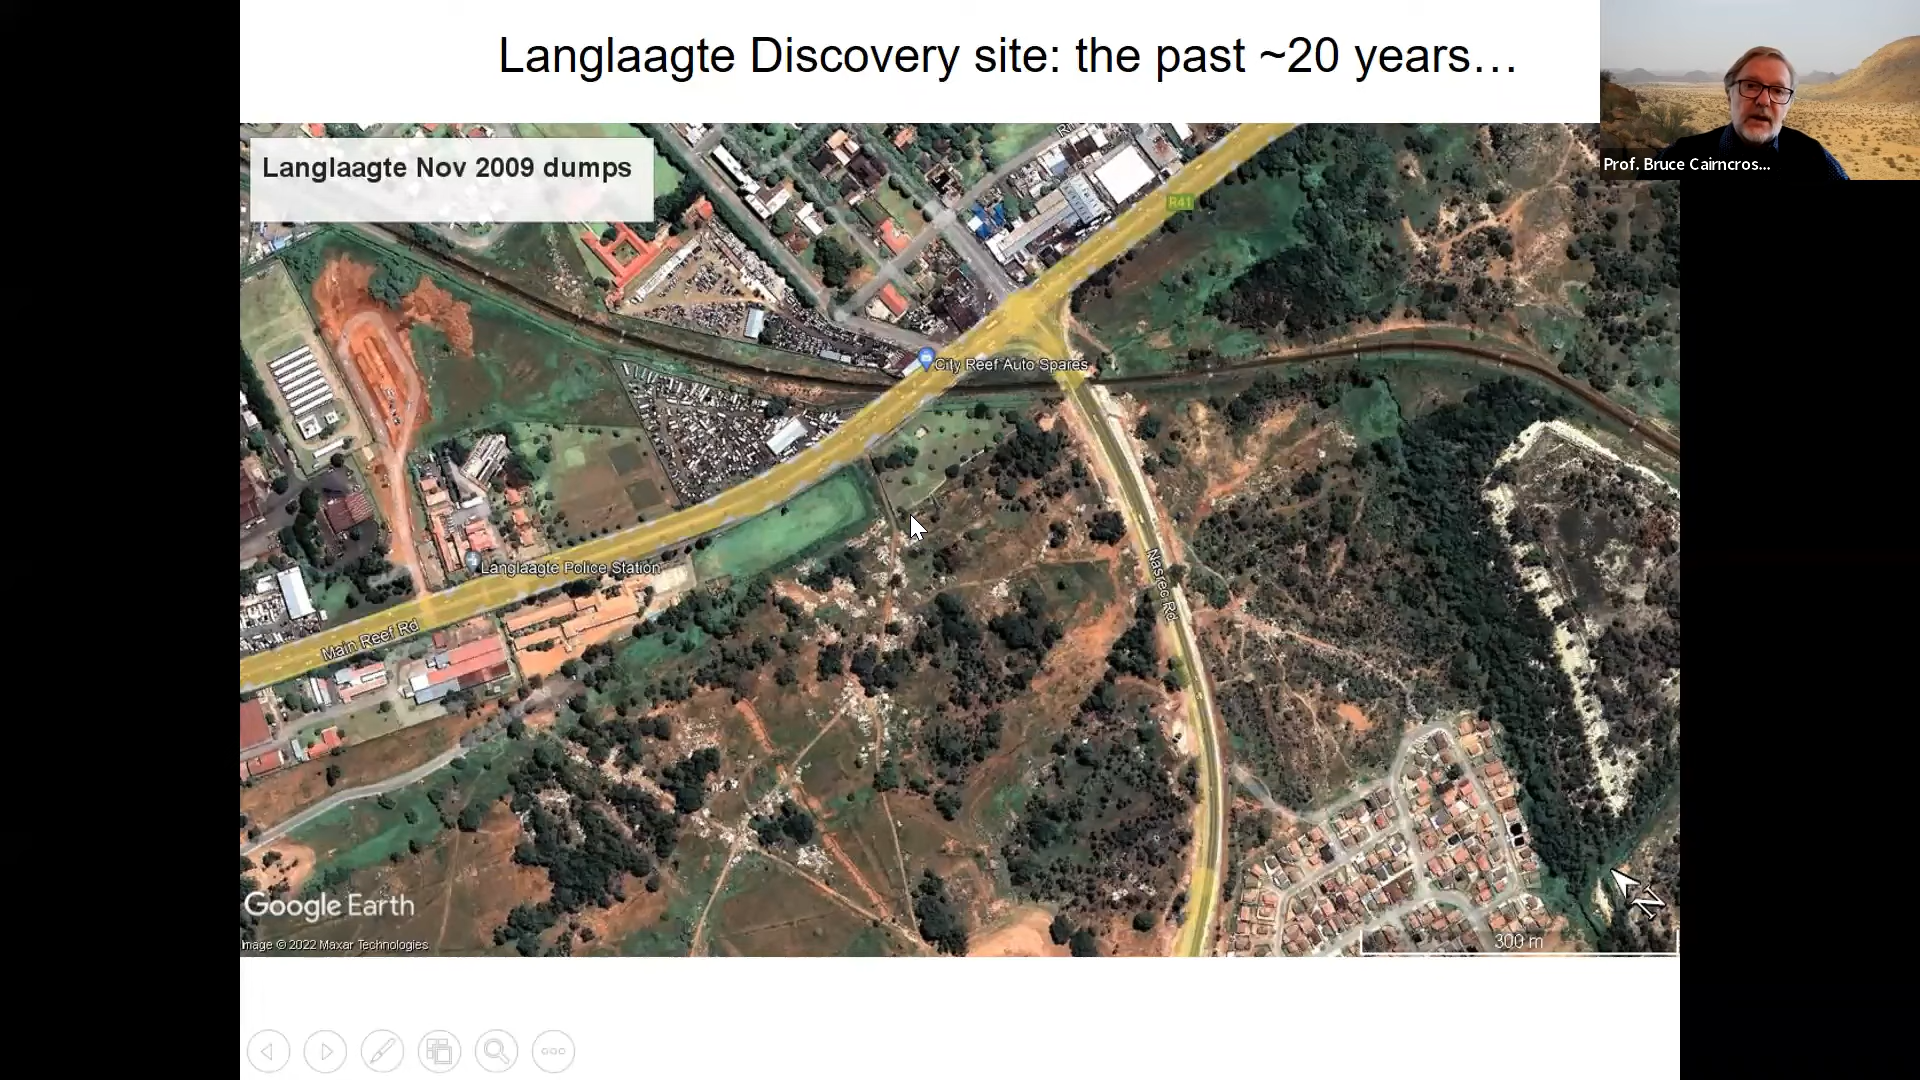 Langlaagte Discovery site: the past ~20 years…
Prof. Bruce Cairncros...
Langlaagte Nov 2009 dumps
R41
City Reef Auto Spares
Langlaagte Police Station
Nasrec Rd
Main Reef Rd
Google Earth
Image © 2022 Maxar Technologies
N
300 m